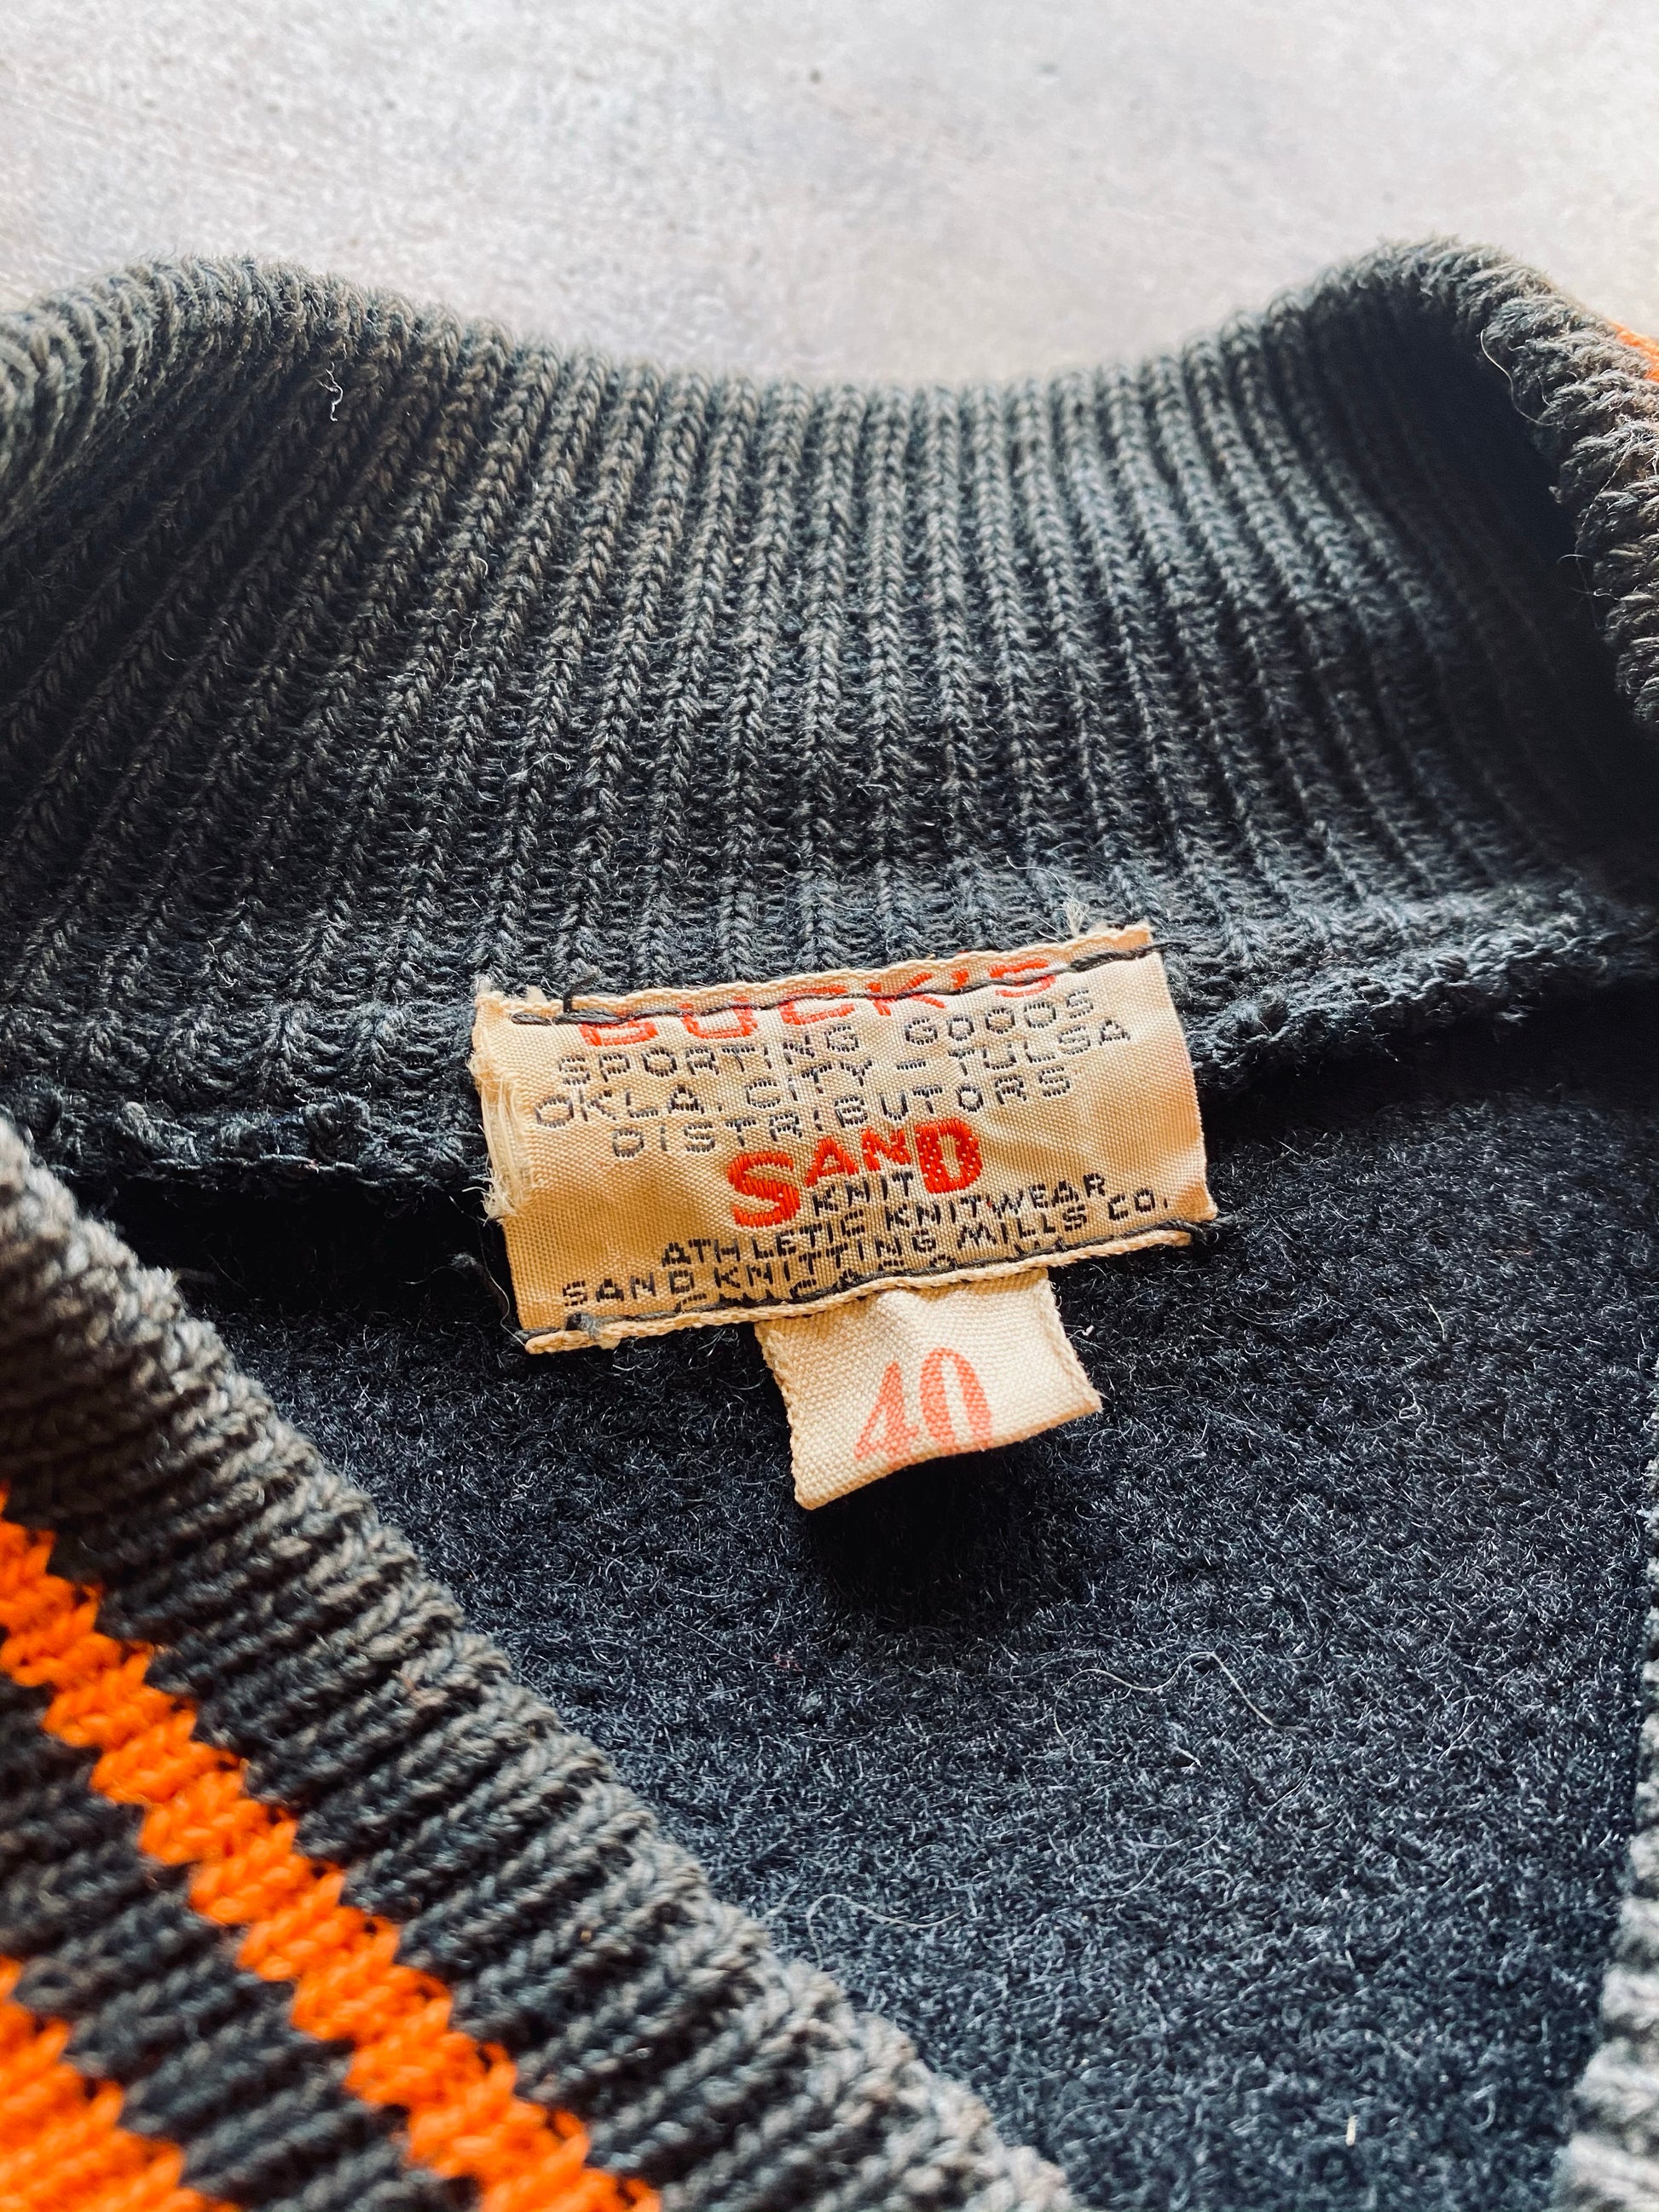 BUCK'S
SPORTING GOODS
OKLA. CITY – TULSA
DISTRIBUTORS
SAND
KNIT
ATHLETIC KNITWEAR
SAND KNITTING MILLS CO.
40